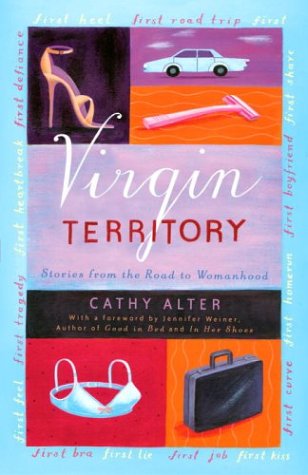 first heel first road trip first
first defiance
first heartbreak
first tragedy
first feel
first shave
first boyfriend
first homerun
first curve
Virgin
TERRITORY
Stories from the Road to Womanhood
CATHY ALTER
With a foreword by Jennifer Weiner,
Author of Good in Bed and In Her Shoes
first bra first lie first job first kiss